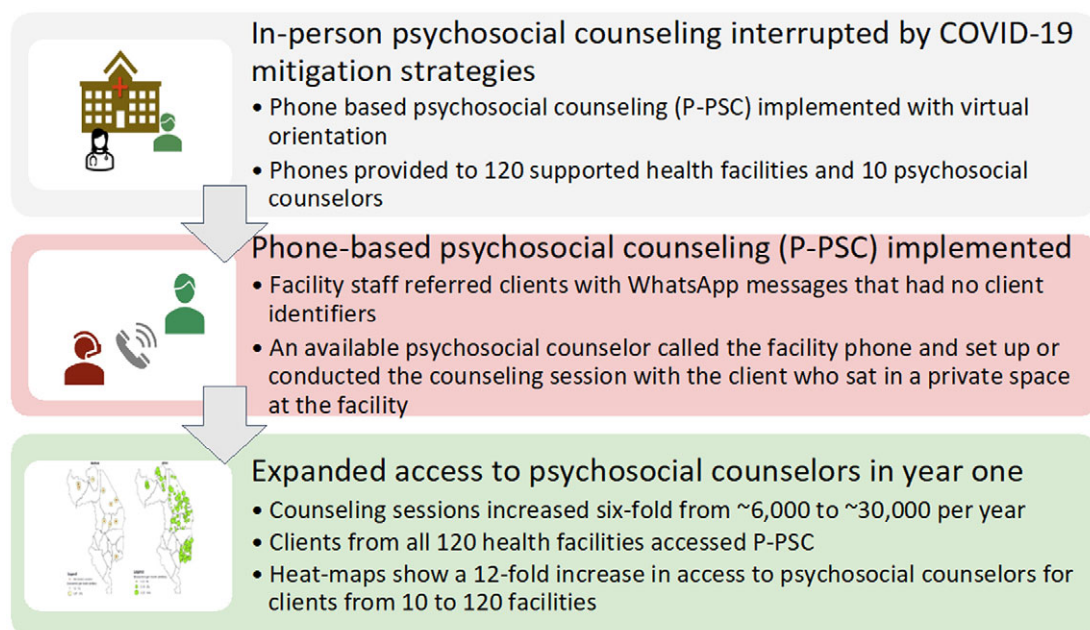 In-person psychosocial counseling interrupted by COVID-19
mitigation strategies
• Phone based psychosocial counseling (P-PSC) implemented with virtual
orientation
• Phones provided to 120 supported health facilities and 10 psychosocial
counselors
Phone-based psychosocial counseling (P-PSC) implemented
• Facility staff referred clients with WhatsApp messages that had no client
identifiers
• An available psychosocial counselor called the facility phone and set up or
conducted the counseling session with the client who sat in a private space
at the facility
Expanded access to psychosocial counselors in year one
• Counseling sessions increased six-fold from ~6,000 to ~30,000 per year
• Clients from all 120 health facilities accessed P-PSC
• Heat-maps show a 12-fold increase in access to psychosocial counselors for
clients from 10 to 120 facilities